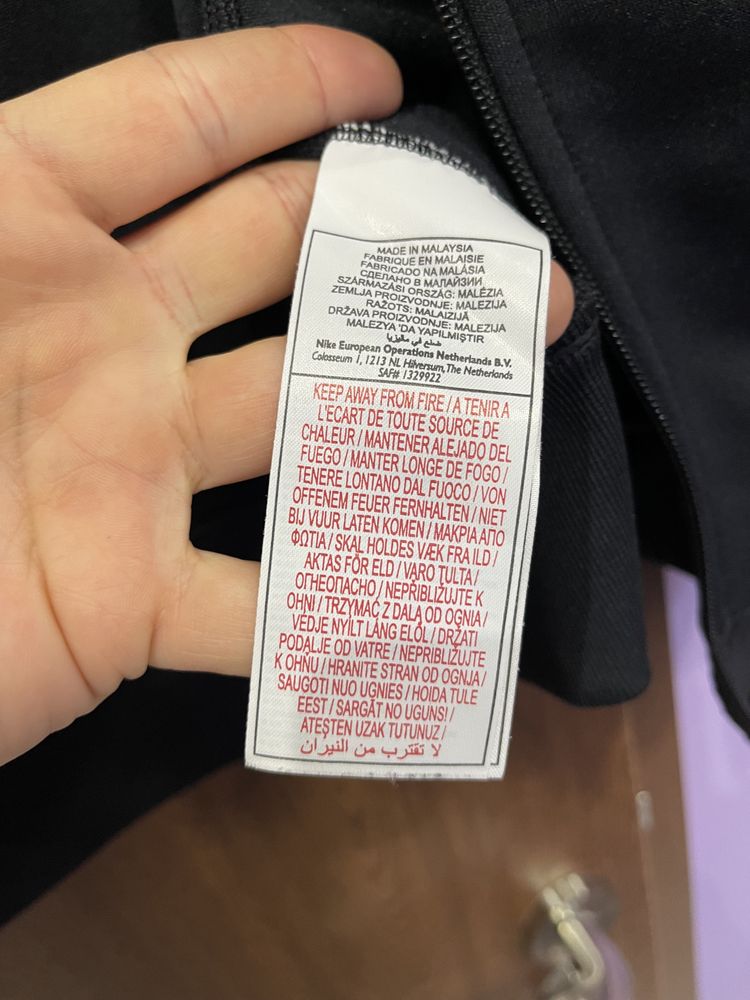 MADE IN MALAYSIA
FABRIQUE EN MALAISIE
FABRICADO NA MALÁSIA
СДЕЛАНО В МАЛАЙЗИИ
SZÁRMAZÁSI ORSZÁG: MALÉZIA
ZEMLJA PROIZVODNJE: MALEZIJA
RAŽOTS: MALAIZIJĀ
DRŽAVA PROIZVODNJE: MALEZIJA
MALEZYA 'DA YAPILMIŞTIR
صنع في ماليزيا
Nike European Operations Netherlands B.V.
Colosseum 1, 1213 NL Hilversum, The Netherlands
SAF# 1329922
KEEP AWAY FROM FIRE / A TENIR A
L'ECART DE TOUTE SOURCE DE
CHALEUR / MANTENER ALEJADO DEL
FUEGO / MANTER LONGE DE FOGO /
TENERE LONTANO DAL FUOCO / VON
OFFENEM FEUER FERNHALTEN / NIET
BIJ VUUR LATEN KOMEN / ΜΑΚΡΙΑ ΑΠΟ
ΦΩΤΙΑ / SKAL HOLDES VÆK FRA ILD /
AKTAS FÖR ELD / VARO TULTA /
ОГНЕОПАСНО / NEPŘIBLIŽUJTE K
OHNI / TRZYMAĆ Z DALA OD OGNIA /
VÉDJE NYÍLT LÁNG ELŐL / DRŽATI
PODALJE OD VATRE / NEPRIBLIŽUJTE
K OHŇU / HRANITE STRAN OD OGNJA /
SAUGOTI NUO UGNIES / HOIDA TULE
EEST / SARGĀT NO UGUNS! /
ATEŞTEN UZAK TUTUNUZ /
لا تقترب من النيران